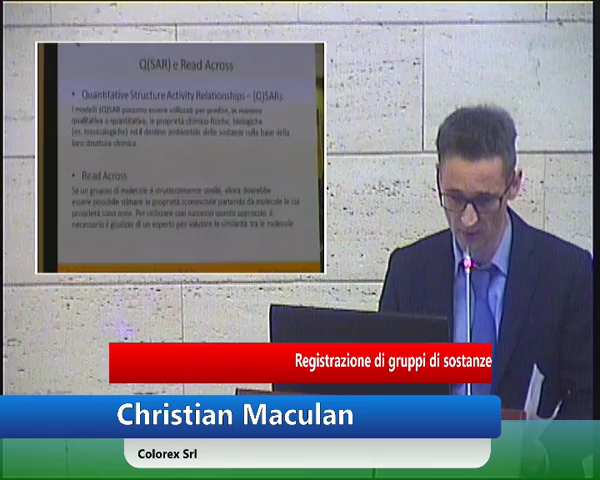 Q(SAR) e Read Across
• Quantitative Structure Activity Relationships – (Q)SARs
I modelli (Q)SAR possono essere utilizzati per predire, in maniera
qualitativa o quantitativa, le proprietà chimico-fisiche, biologiche
(es. tossicologiche) ed il destino ambientale delle sostanze sulla base della
loro struttura chimica.
• Read Across
Se un gruppo di molecole è strutturalmente simile, allora dovrebbe
essere possibile stimare le proprietà sconosciute partendo da molecole le cui
proprietà sono note. Per utilizzare con successo questo approccio, è
necessario il giudizio di un esperto per valutare la similarità tra le molecole
Registrazione di gruppi di sostanze
Christian Maculan
Colorex Srl